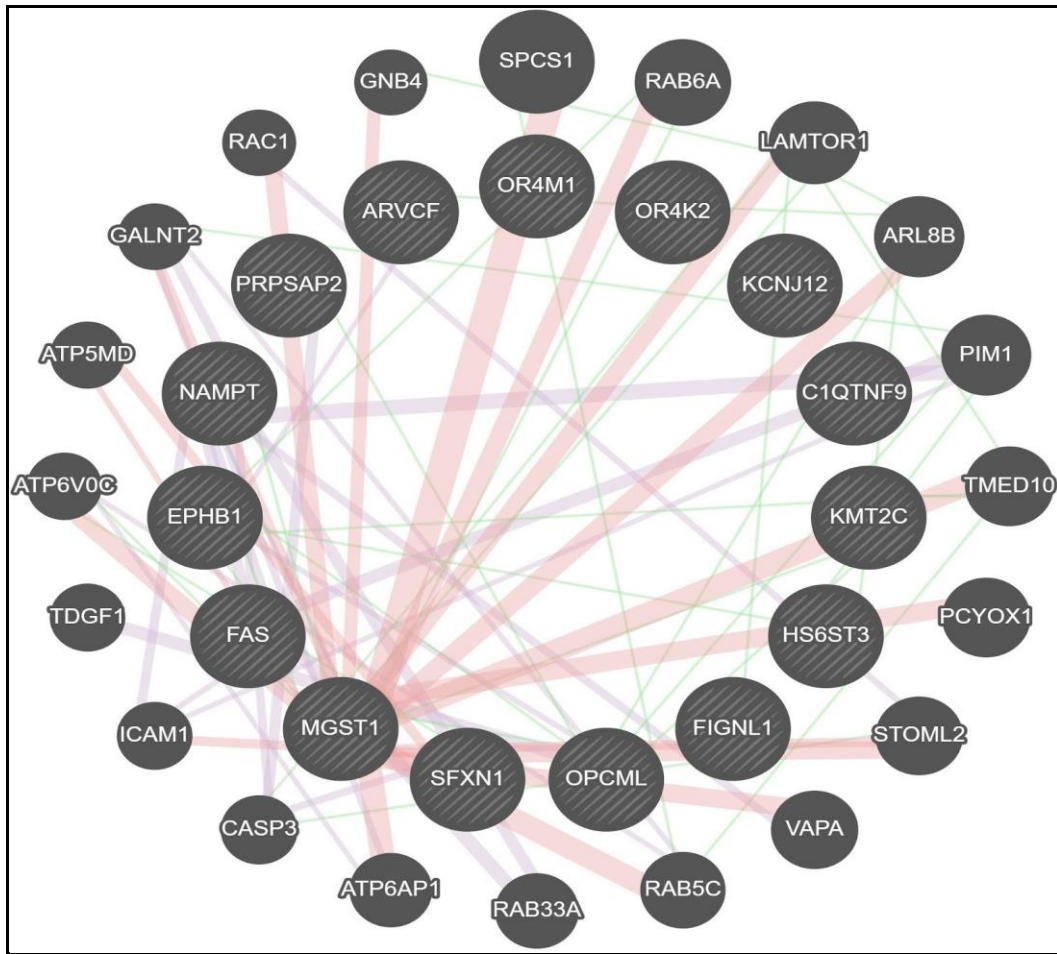 SPCS1
GNB4
RAB6A
RAC1
LAMTOR1
OR4M1
ARVCF
OR4K2
GALNT2
ARL8B
PRPSAP2
KCNJ12
ATP5MD
PIM1
NAMPT
C1QTNF9
ATP6V0C
TMED10
EPHB1
KMT2C
TDGF1
PCYOX1
FAS
HS6ST3
ICAM1
MGST1
FIGNL1
STOML2
SFXN1
OPCML
CASP3
VAPA
ATP6AP1
RAB33A
RAB5C